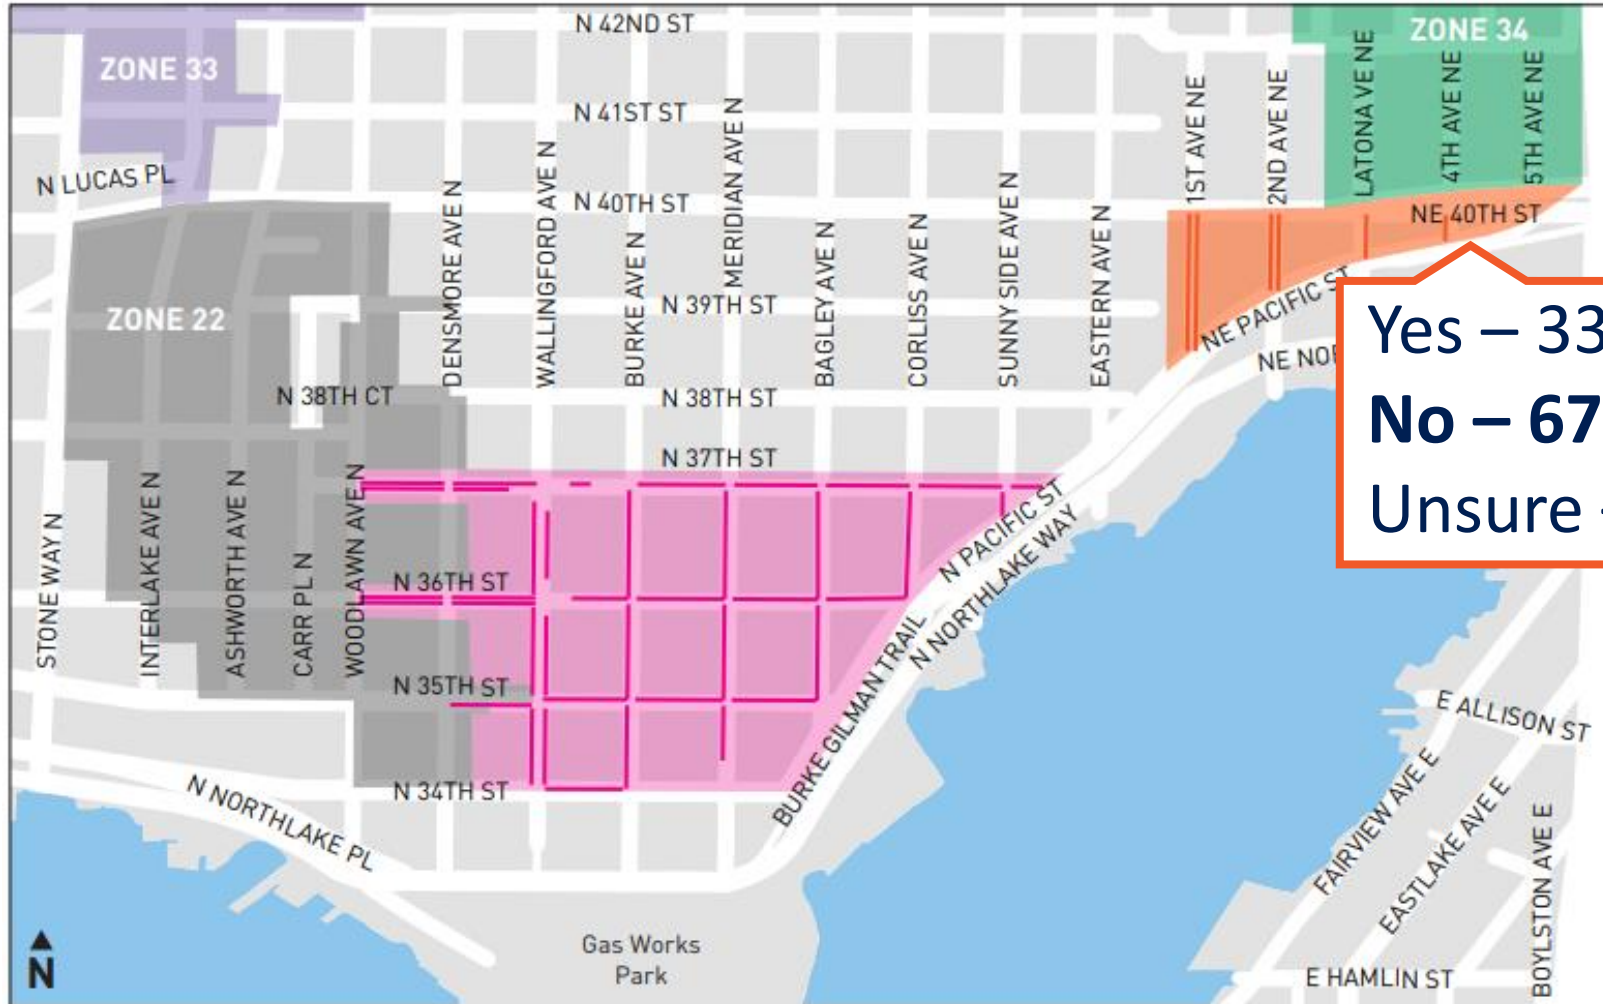 N 42ND ST
ZONE 34
ZONE 33
N 41ST ST
N LUCAS PL
N 40TH ST
1ST AVE NE
2ND AVE NE
LATONA AVE NE
4TH AVE NE
5TH AVE NE
NE 40TH ST
DENSMORE AVE N
WALLINGFORD AVE N
BURKE AVE N
MERIDIAN AVE N
BAGLEY AVE N
CORLISS AVE N
SUNNY SIDE AVE N
EASTERN AVE N
N 39TH ST
ZONE 22
NE PACIFIC ST
NE NOR
Yes – 33
No – 67
Unsure -
N 38TH CT
N 38TH ST
N 37TH ST
STONE WAY N
INTERLAKE AVE N
ASHWORTH AVE N
CARR PL N
WOODLAWN AVE N
N 36TH ST
N PACIFIC ST
N NORTHLAKE WAY
BURKE GILMAN TRAIL
N 35TH ST
N 34TH ST
N NORTHLAKE PL
E ALLISON ST
FAIRVIEW AVE E
EASTLAKE AVE E
BOYLSTON AVE E
Gas Works
Park
E HAMLIN ST
N